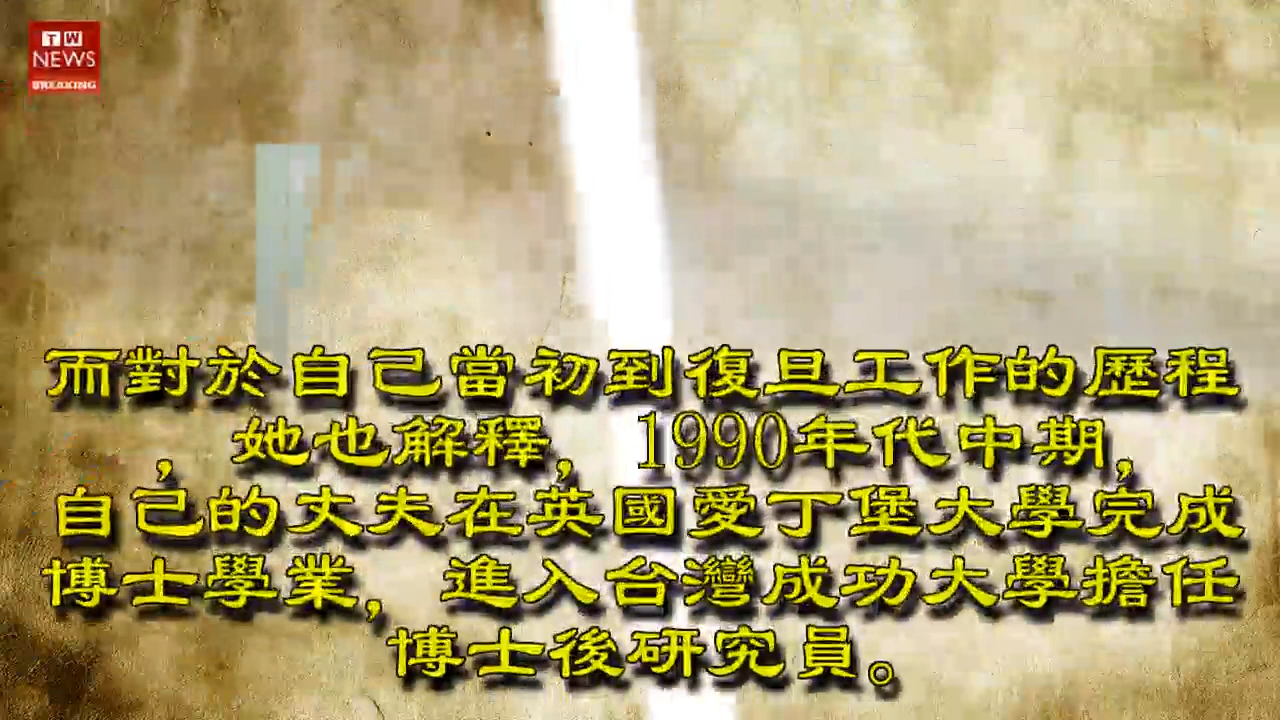 TW
NEWS
BREAKING
而對於自己當初到復旦工作的歷程
，她也解釋，1990年代中期，
自己的丈夫在英國愛丁堡大學完成
博士學業，進入台灣成功大學擔任
博士後研究員。